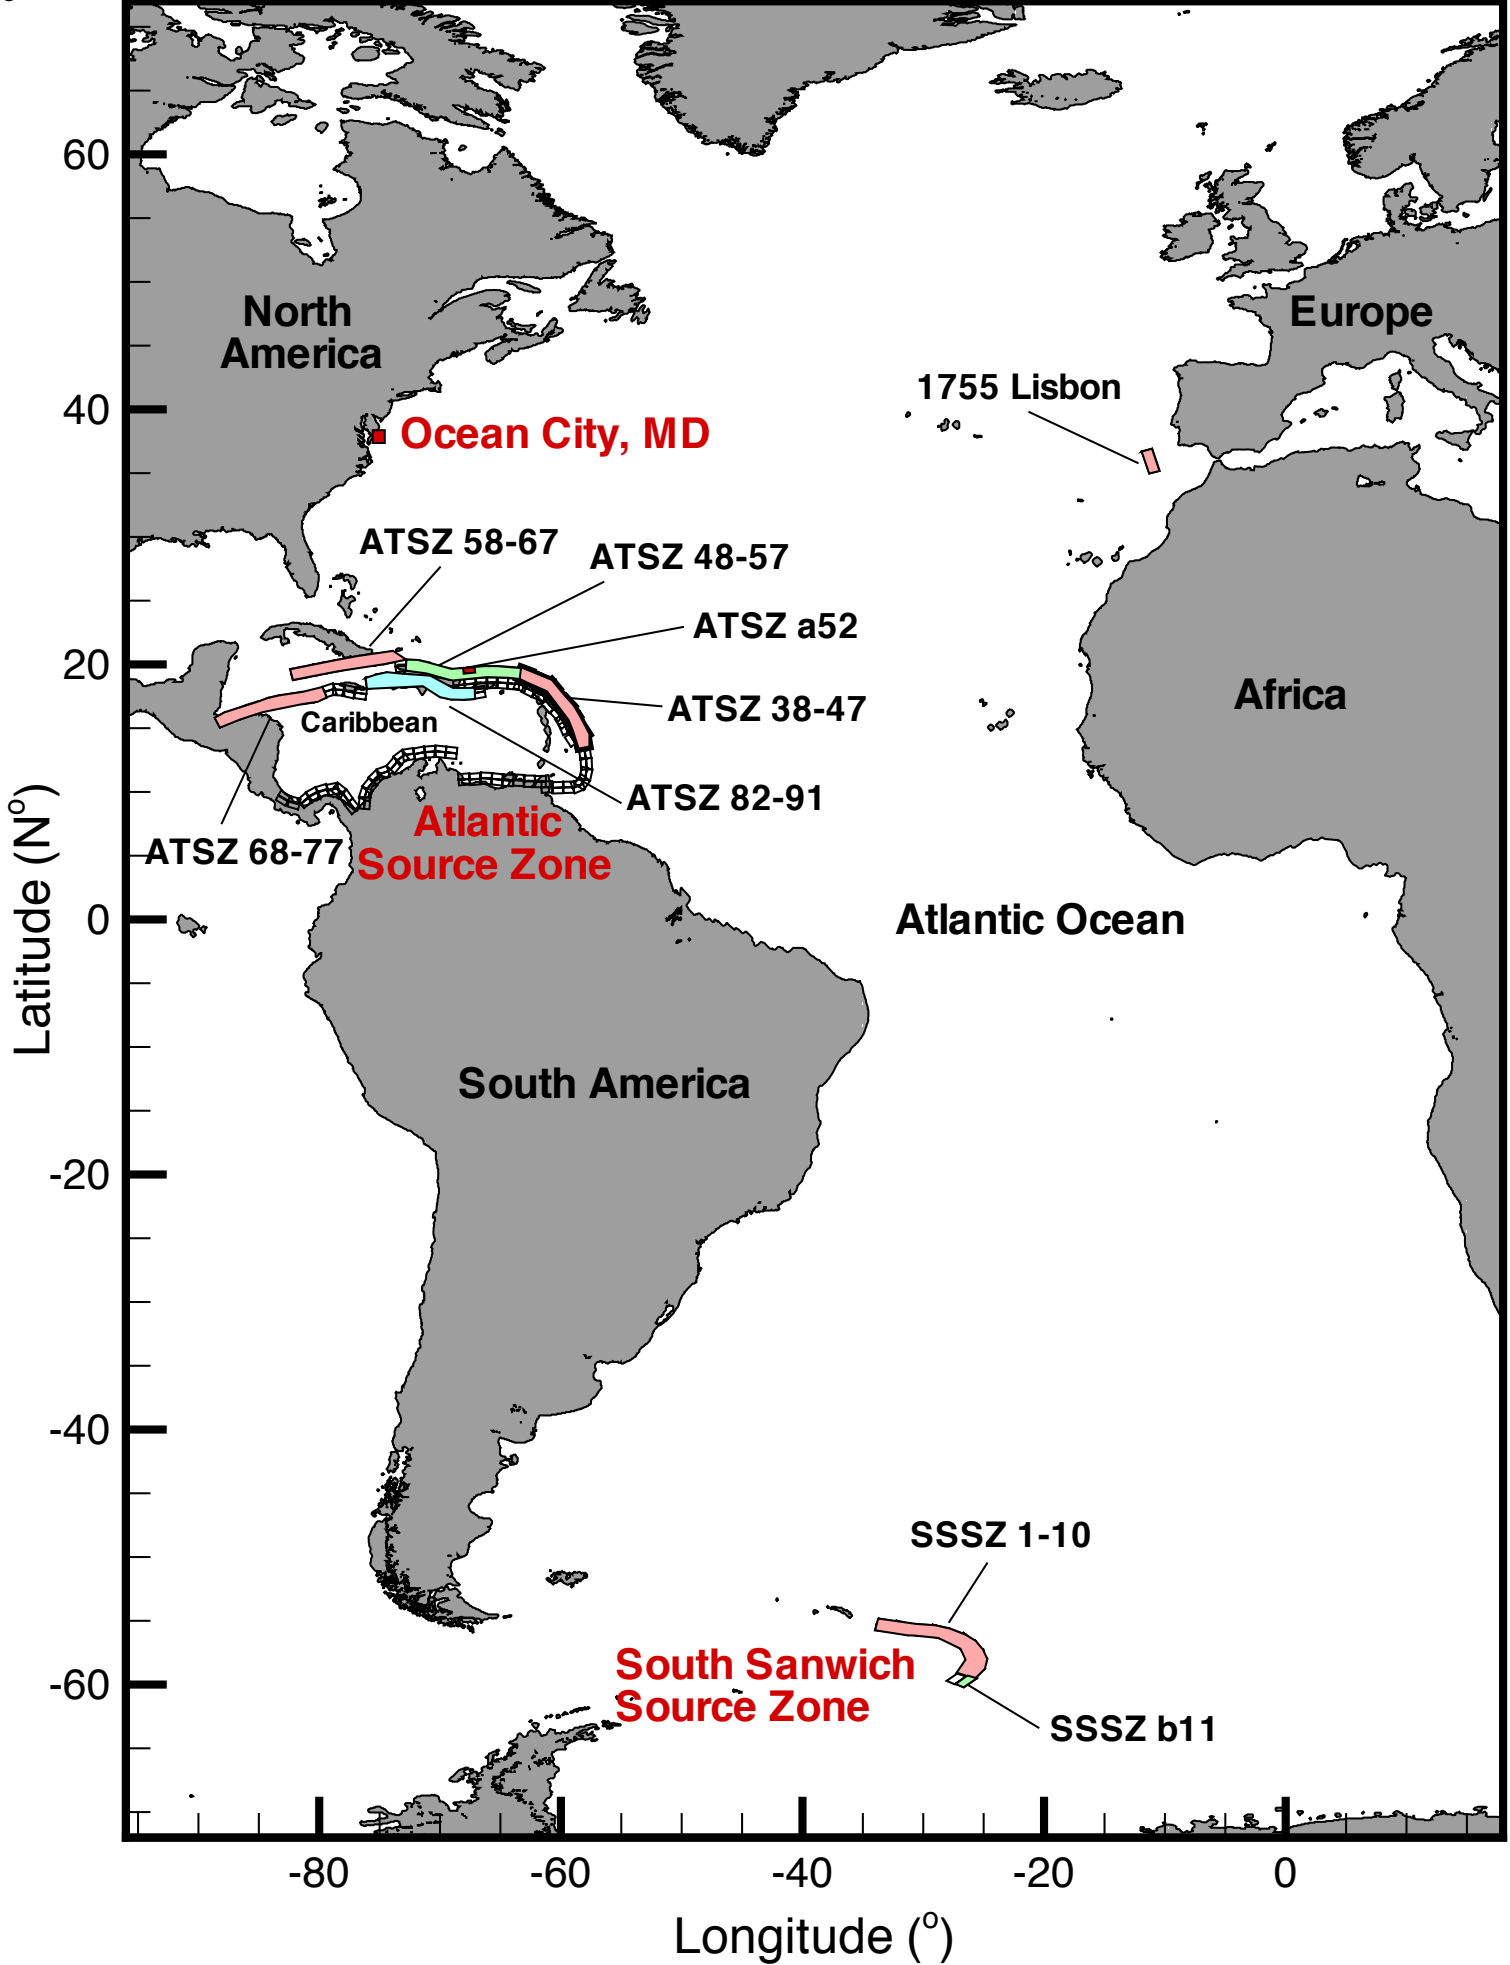 60
North
America
Europe
1755 Lisbon
40
Ocean City, MD
ATSZ 58-67
ATSZ 48-57
ATSZ a52
20
Africa
ATSZ 38-47
Caribbean
ATSZ 82-91
Atlantic
Source Zone
ATSZ 68-77
Latitude (N°)
0
Atlantic Ocean
South America
-20
-40
SSSZ 1-10
South Sanwich
Source Zone
-60
SSSZ b11
-80
-60
-40
-20
0
Longitude (°)